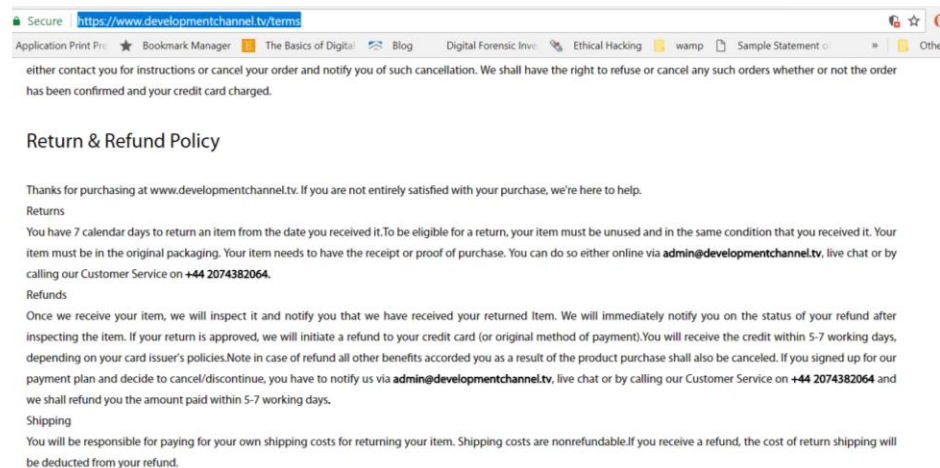 Secure https://www.developmentchannel.tv/terms
Application Print Pre Bookmark Manager The Basics of Digital Blog Digital Forensic Inve Ethical Hacking wamp Sample Statement o » Othe
either contact you for instructions or cancel your order and notify you of such cancellation. We shall have the right to refuse or cancel any such orders whether or not the order
has been confirmed and your credit card charged.
Return & Refund Policy
Thanks for purchasing at www.developmentchannel.tv. If you are not entirely satisfied with your purchase, we're here to help.
Returns
You have 7 calendar days to return an item from the date you received it.To be eligible for a return, your item must be unused and in the same condition that you received it. Your
item must be in the original packaging. Your item needs to have the receipt or proof of purchase. You can do so either online via admin@developmentchannel.tv, live chat or by
calling our Customer Service on +44 2074382064.
Refunds
Once we receive your item, we will inspect it and notify you that we have received your returned Item. We will immediately notify you on the status of your refund after
inspecting the item. If your return is approved, we will initiate a refund to your credit card (or original method of payment).You will receive the credit within 5-7 working days,
depending on your card issuer's policies.Note in case of refund all other benefits accorded you as a result of the product purchase shall also be canceled. If you signed up for our
payment plan and decide to cancel/discontinue, you have to notify us via admin@developmentchannel.tv, live chat or by calling our Customer Service on +44 2074382064 and
we shall refund you the amount paid within 5-7 working days.
Shipping
You will be responsible for paying for your own shipping costs for returning your item. Shipping costs are nonrefundable.If you receive a refund, the cost of return shipping will
be deducted from your refund.